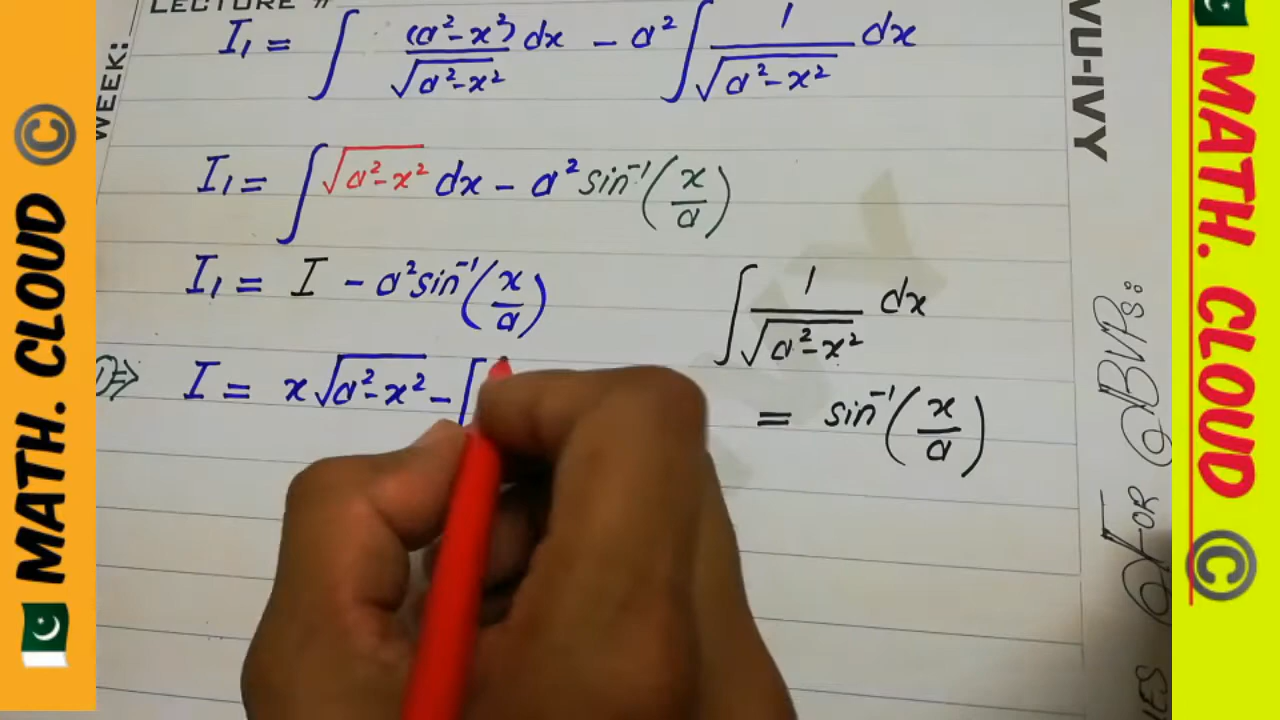 LECTURE #
WEEK:
I₁ = ∫ (a²-x²)/√(a²-x²) dx - a² ∫ 1/√(a²-x²) dx
I₁ = ∫ √(a²-x²) dx - a² sin⁻¹(x/a)
I₁ = I - a² sin⁻¹(x/a)
I = x√(a²-x²) - [
∫ 1/√(a²-x²) dx
= sin⁻¹(x/a)
VU-IVY
FOR BVPs:
MATH. CLOUD ©
MATH. CLOUD ©